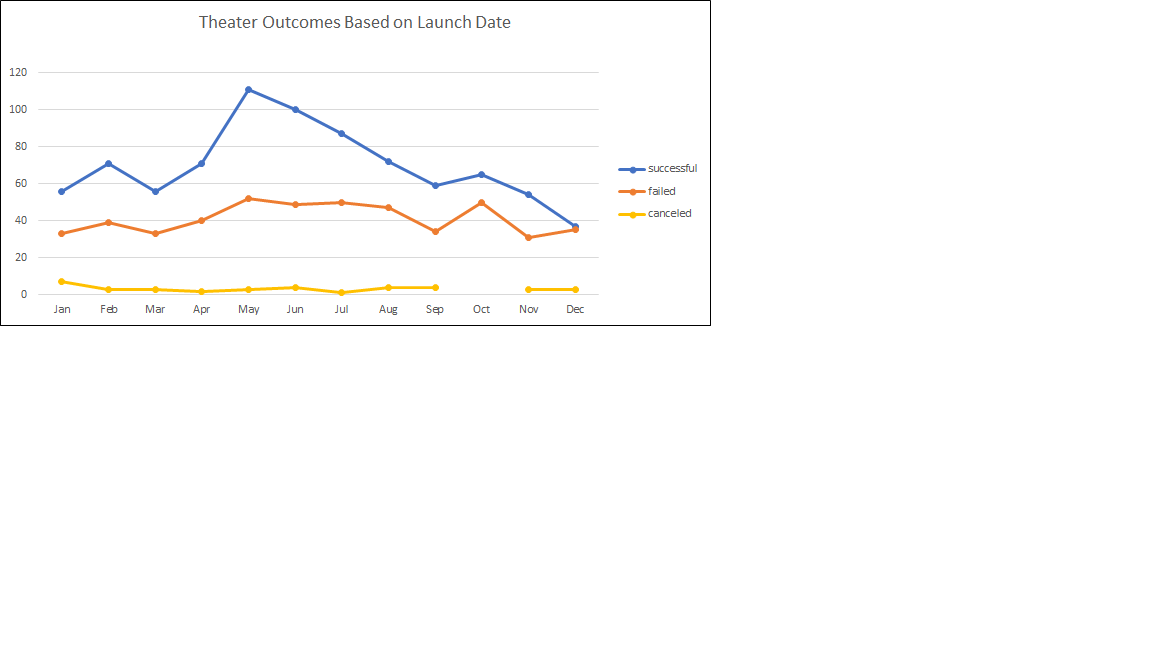 Theater Outcomes Based on Launch Date
120
100
80
60
40
20
0
Jan Feb Mar Apr May Jun Jul Aug Sep Oct Nov Dec
successful
failed
canceled